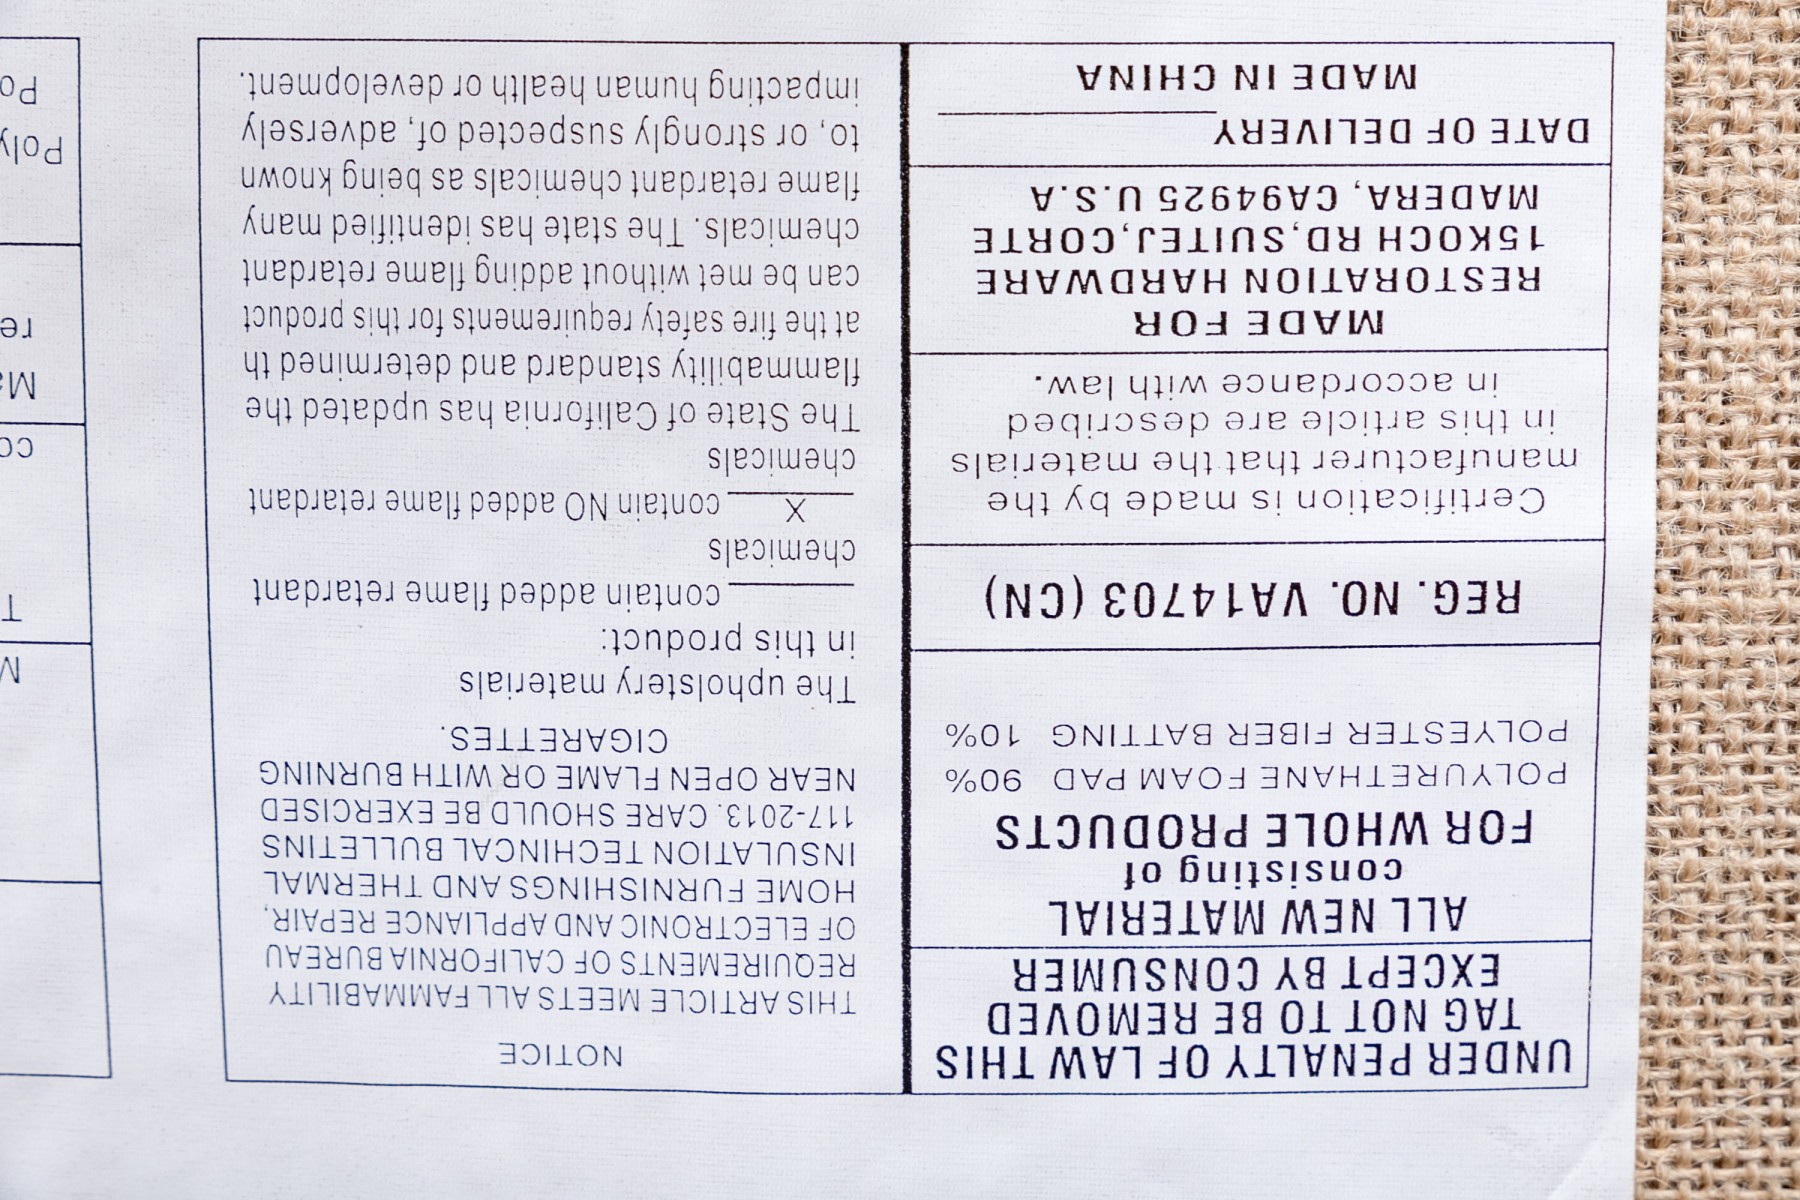 UNDER PENALTY OF LAW THIS
TAG NOT TO BE REMOVED
EXCEPT BY CONSUMER
ALL NEW MATERIAL
consisting of
FOR WHOLE PRODUCTS
POLYURETHANE FOAM PAD 90%
POLYESTER FIBER BATTING 10%
REG. NO. VA14703 (CN)
Certification is made by the
manufacturer that the materials
in this article are described
in accordance with law.
MADE FOR
RESTORATION HARDWARE
15KOCH RD,SUITEJ,CORTE
MADERA, CA94925 U.S.A
DATE OF DELIVERY
MADE IN CHINA
NOTICE
THIS ARTICLE MEETS ALL FAMMABILITY
REQUIREMENTS OF CALIFORNIA BUREAU
OF ELECTRONIC AND APPLIANCE REPAIR,
HOME FURNISHINGS AND THERMAL
INSULATION TECHINCAL BULLETINS
117-2013. CARE SHOULD BE EXERCISED
NEAR OPEN FLAME OR WITH BURNING
CIGARETTES.
The upholstery materials
in this product:
contain added flame retardant
chemicals
X contain NO added flame retardant
chemicals
The State of California has updated the
flammability standard and determined th
at the fire safety requirements for this product
can be met without adding flame retardant
chemicals. The state has identified many
flame retardant chemicals as being known
to, or strongly suspected of, adversely
impacting human health or development.
M
T
co
Ma
re
Poly
Po